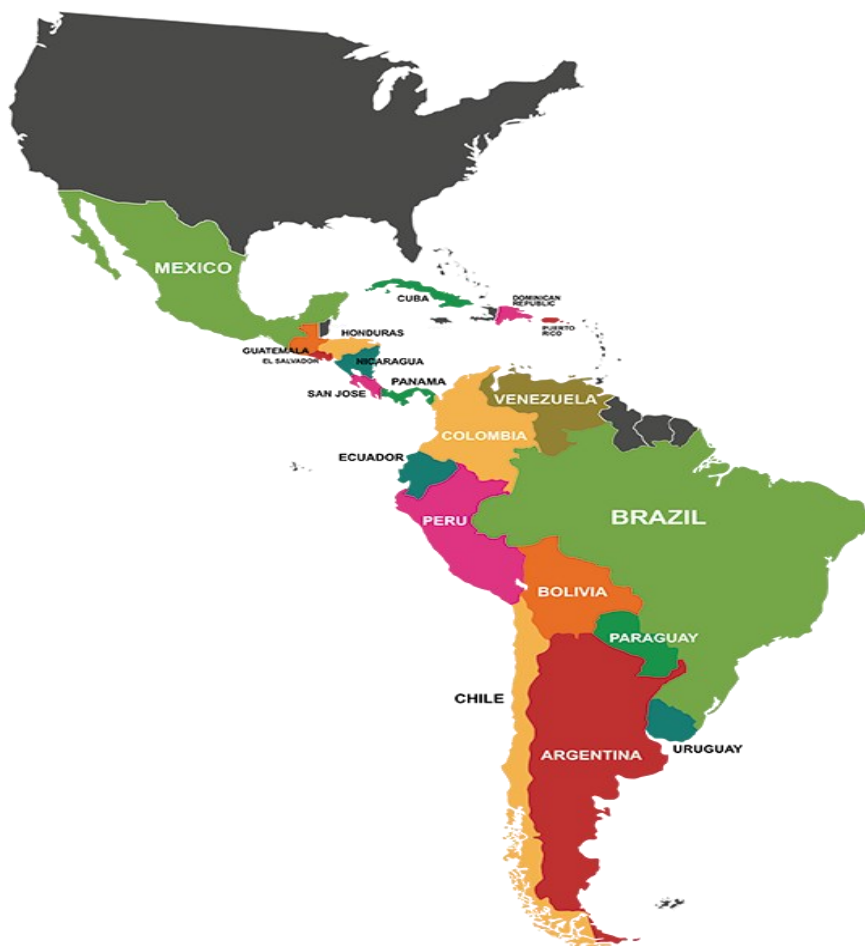 MEXICO
CUBA
DOMINICAN
REPUBLIC
PUERTO
RICO
HONDURAS
GUATEMALA
EL SALVADOR
NICARAGUA
PANAMA
SAN JOSE
VENEZUELA
COLOMBIA
ECUADOR
PERU
BRAZIL
BOLIVIA
PARAGUAY
CHILE
URUGUAY
ARGENTINA